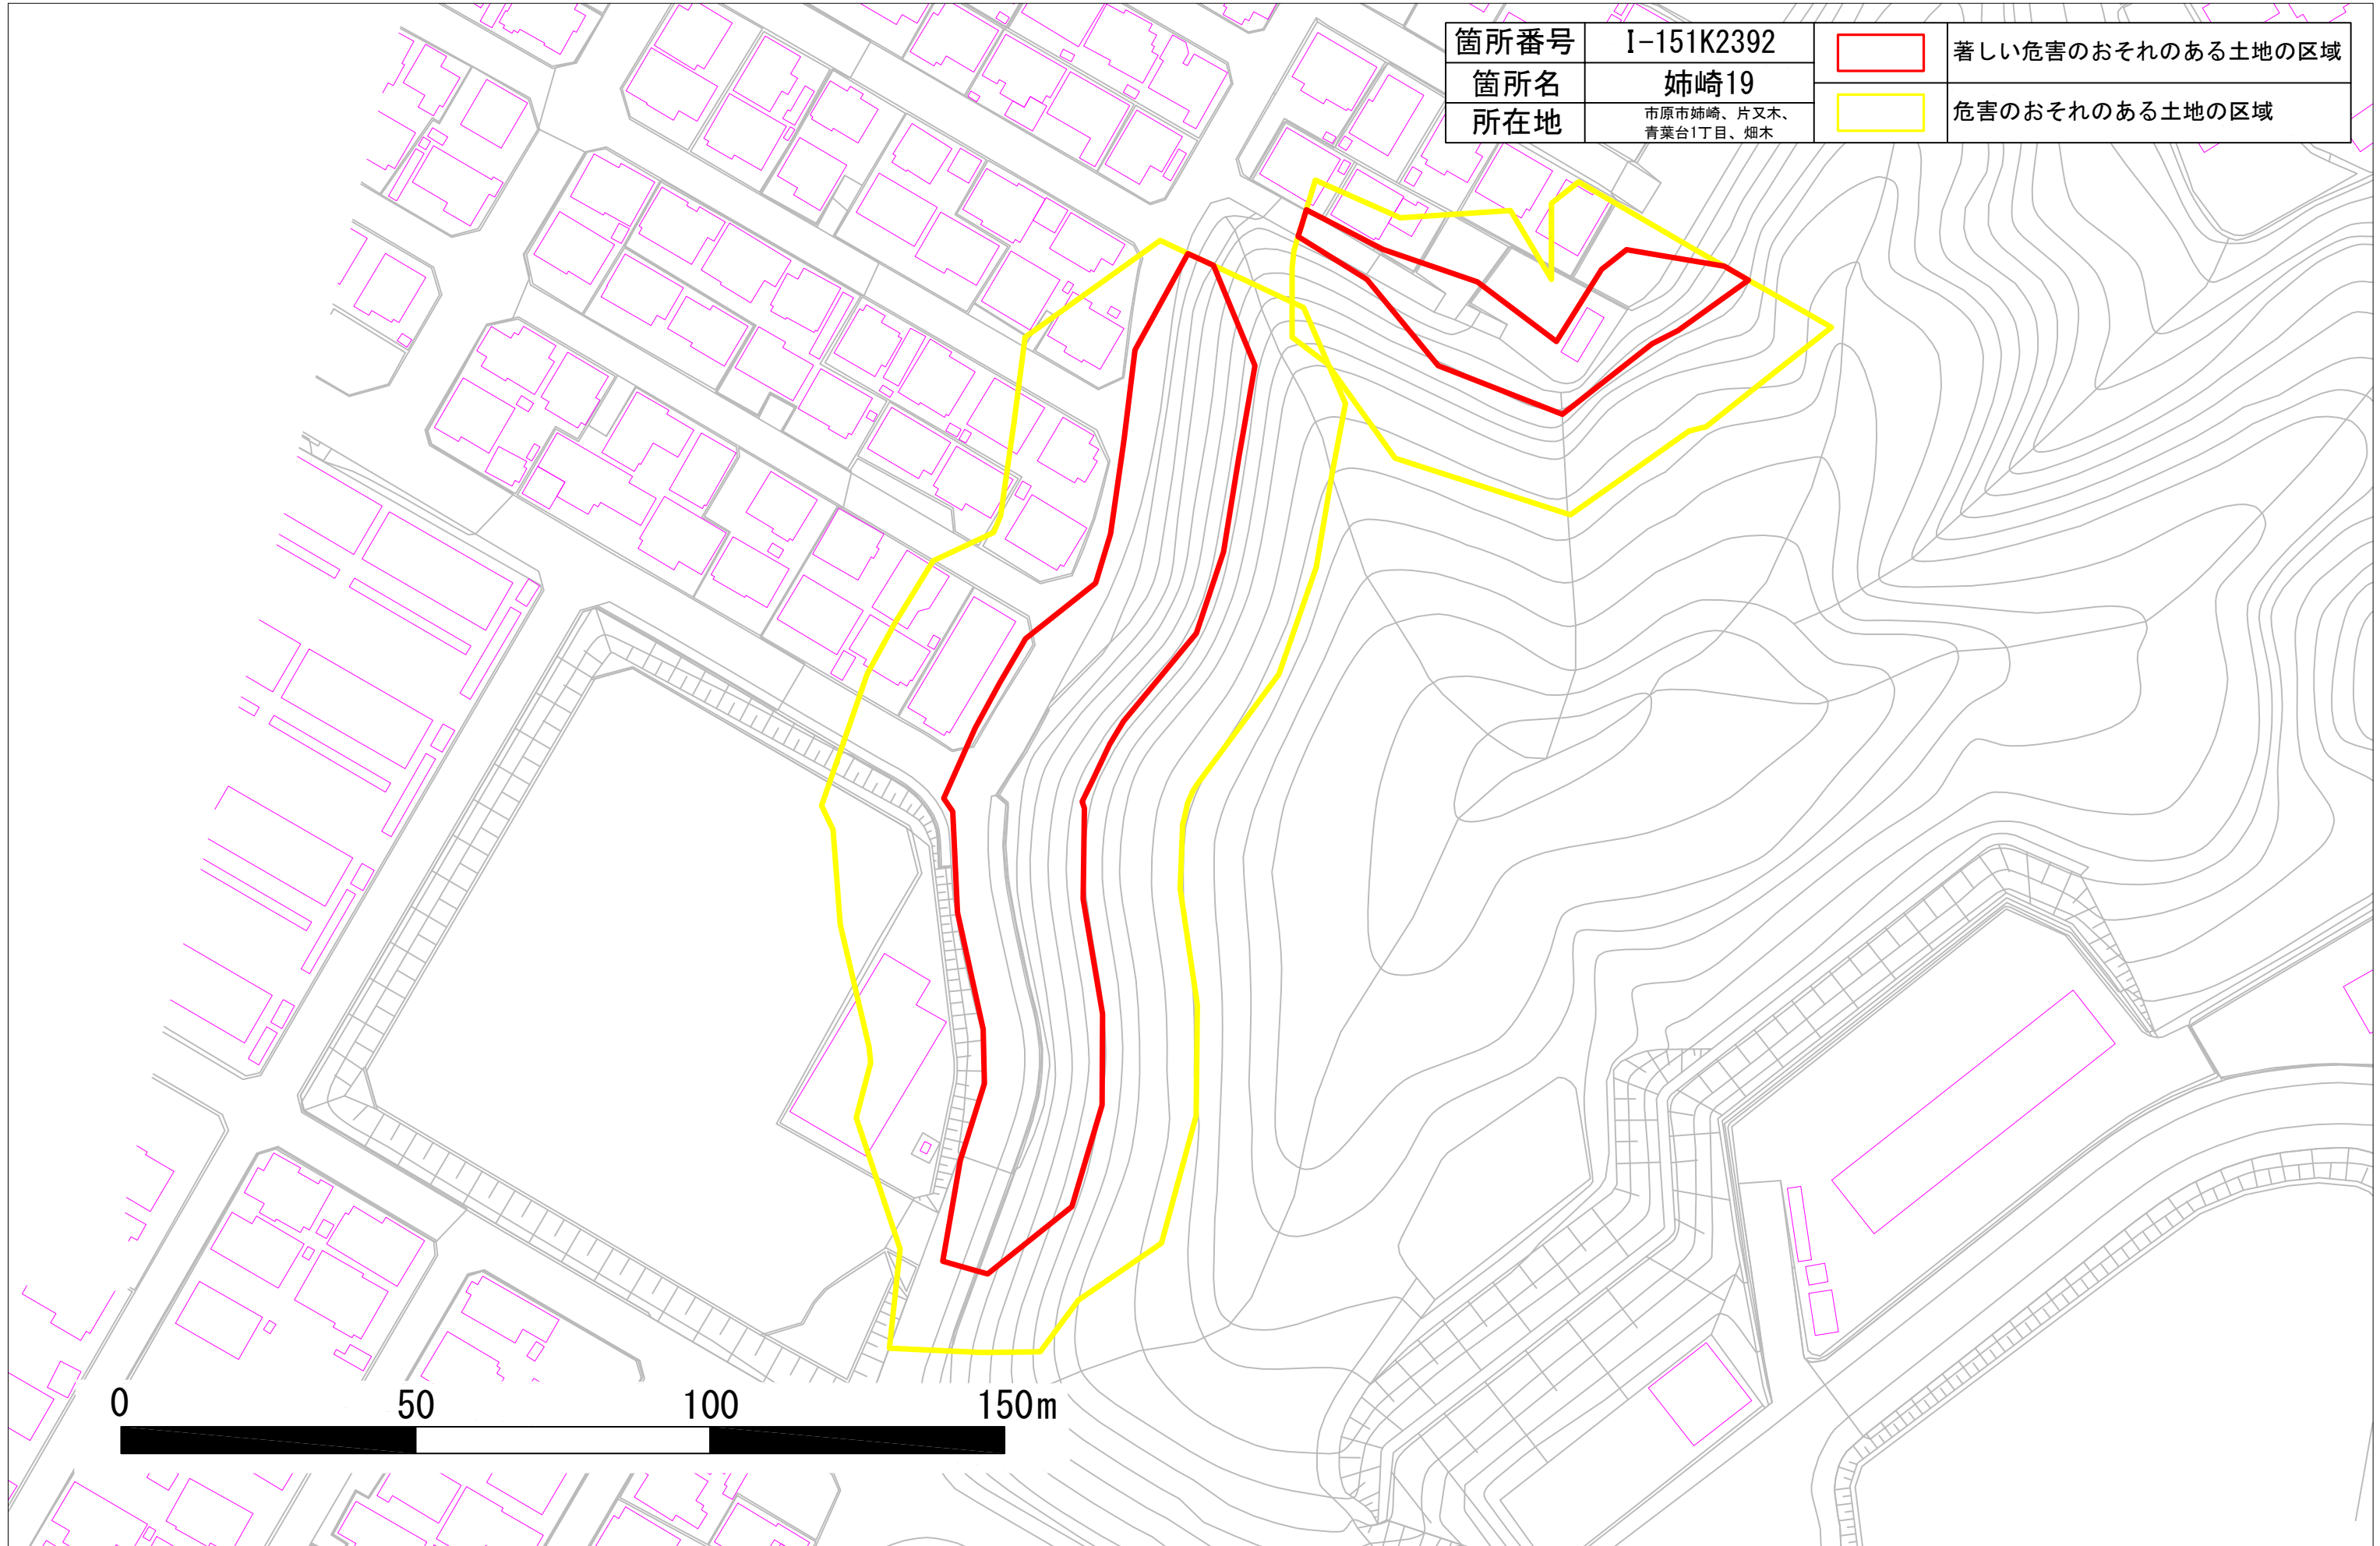 箇所番号 I-151K2392 著しい危害のおそれのある土地の区域
箇所名 姉崎19
所在地 市原市姉崎、片又木、
青葉台1丁目、畑木
危害のおそれのある土地の区域
0 50 100 150m